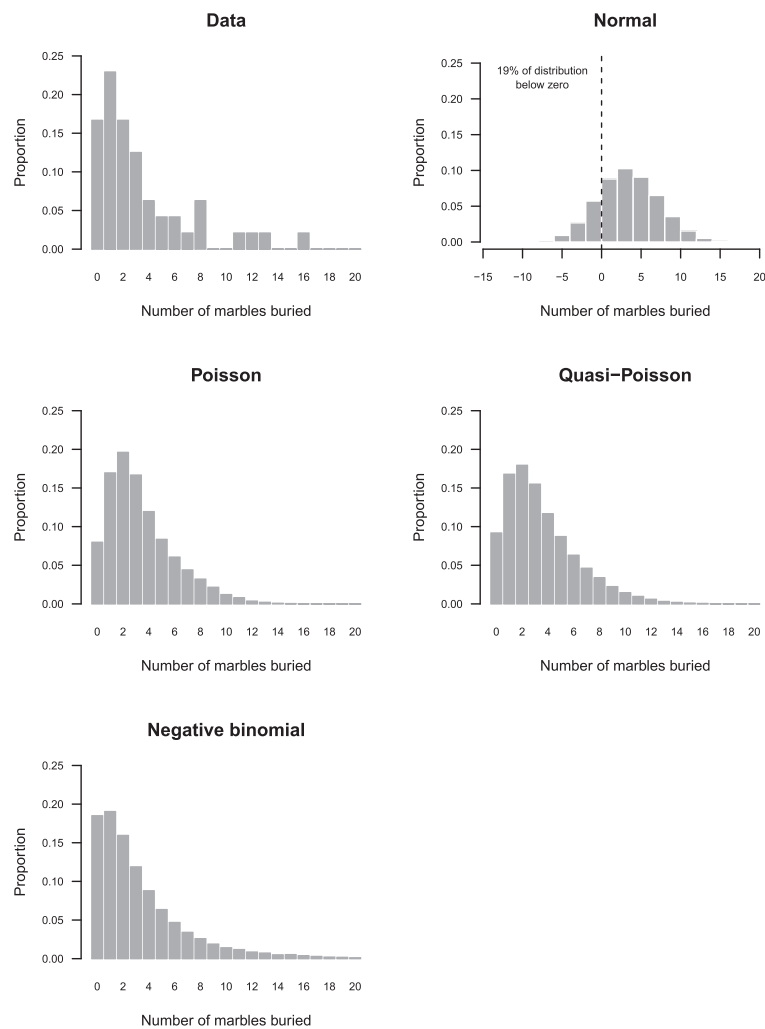 Data
0.25
0.20
0.15
0.10
0.05
0.00
Proportion
0 2 4 6 8 10 12 14 16 18 20
Number of marbles buried
Normal
19% of distribution
below zero
0.25
0.20
0.15
0.10
0.05
0.00
Proportion
−15 −10 −5 0 5 10 15 20
Number of marbles buried
Poisson
0.25
0.20
0.15
0.10
0.05
0.00
Proportion
0 2 4 6 8 10 12 14 16 18 20
Number of marbles buried
Quasi−Poisson
0.25
0.20
0.15
0.10
0.05
0.00
Proportion
0 2 4 6 8 10 12 14 16 18 20
Number of marbles buried
Negative binomial
0.25
0.20
0.15
0.10
0.05
0.00
Proportion
0 2 4 6 8 10 12 14 16 18 20
Number of marbles buried